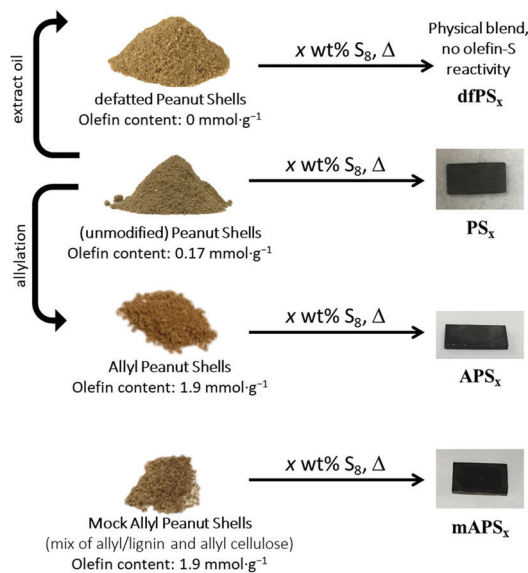 extract oil
x wt% S₈, Δ
defatted Peanut Shells
Olefin content: 0 mmol·g⁻¹
Physical blend,
no olefin-S
reactivity
dfPSₓ
allylation
x wt% S₈, Δ
(unmodified) Peanut Shells
Olefin content: 0.17 mmol·g⁻¹
PSₓ
x wt% S₈, Δ
Allyl Peanut Shells
Olefin content: 1.9 mmol·g⁻¹
APSₓ
x wt% S₈, Δ
Mock Allyl Peanut Shells
(mix of allyl/lignin and allyl cellulose)
Olefin content: 1.9 mmol·g⁻¹
mAPSₓ